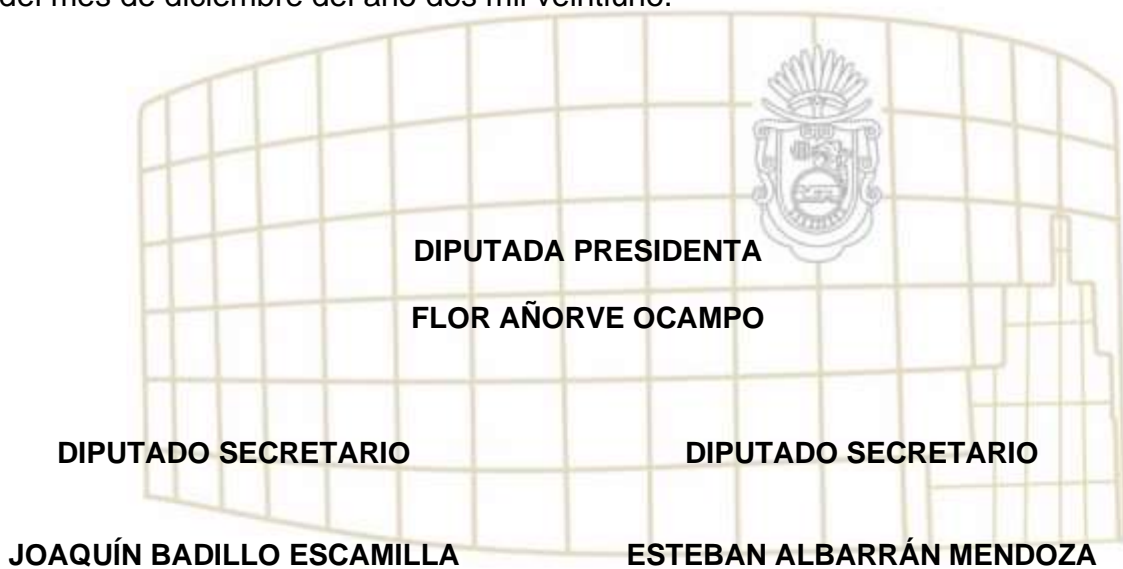 del mes de diciembre del año dos mil veintiuno.
DIPUTADA PRESIDENTA
FLOR AÑORVE OCAMPO
DIPUTADO SECRETARIO DIPUTADO SECRETARIO
JOAQUÍN BADILLO ESCAMILLA ESTEBAN ALBARRÁN MENDOZA